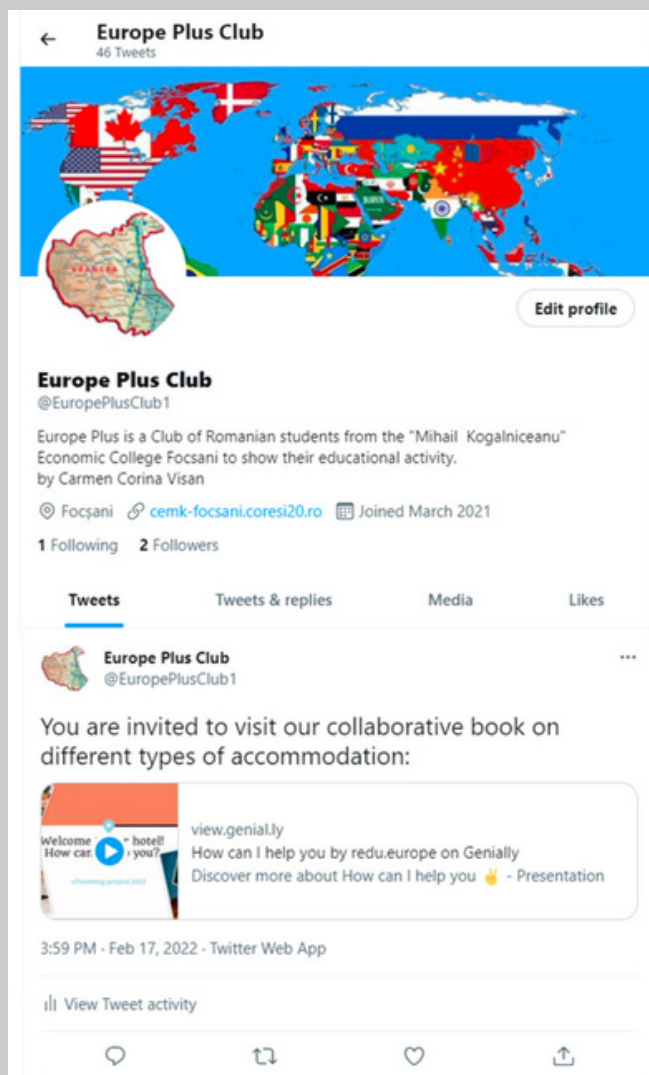 Europe Plus Club
46 Tweets
VRANCEA
Edit profile
Europe Plus Club
@EuropePlusClub1
Europe Plus is a Club of Romanian students from the "Mihail Kogalniceanu"
Economic College Focsani to show their educational activity.
by Carmen Corina Visan
Focșani cemk-focsani.coresi20.ro Joined March 2021
1 Following 2 Followers
Tweets Tweets & replies Media Likes
Europe Plus Club
@EuropePlusClub1
You are invited to visit our collaborative book on
different types of accommodation:
Welcome hotel!
How can you?
eTwinning project 2022
view.genial.ly
How can I help you by redu.europe on Genially
Discover more about How can I help you ✌ - Presentation
3:59 PM · Feb 17, 2022 · Twitter Web App
View Tweet activity